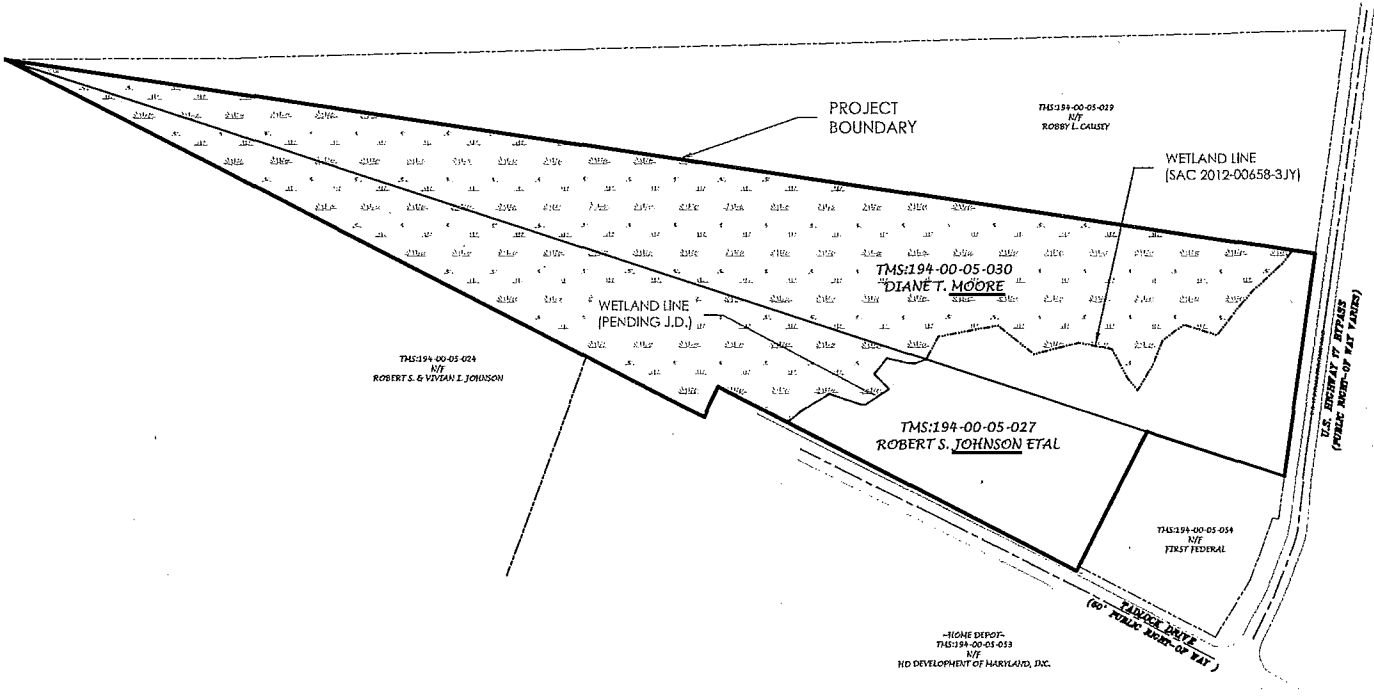 PROJECT
BOUNDARY
TMS:194-00-05-029
N/F
ROBBY L. CAUSEY
WETLAND LINE
(SAC 2012-00658-3JY)
TMS:194-00-05-030
DIANE T. MOORE
WETLAND LINE
(PENDING J.D.)
U.S. HIGHWAY 17 BYPASS
(PUBLIC RIGHT-OF WAY VARIES)
TMS:194-00-05-024
N/F
ROBERT S. & VIVIAN I. JOHNSON
TMS:194-00-05-027
ROBERT S. JOHNSON ETAL
TMS:194-00-05-054
N/F
FIRST FEDERAL
TADLOCK DRIVE
(60' PUBLIC RIGHT-OF WAY)
-HOME DEPOT-
TMS:194-00-05-053
N/F
HD DEVELOPMENT OF MARYLAND, INC.